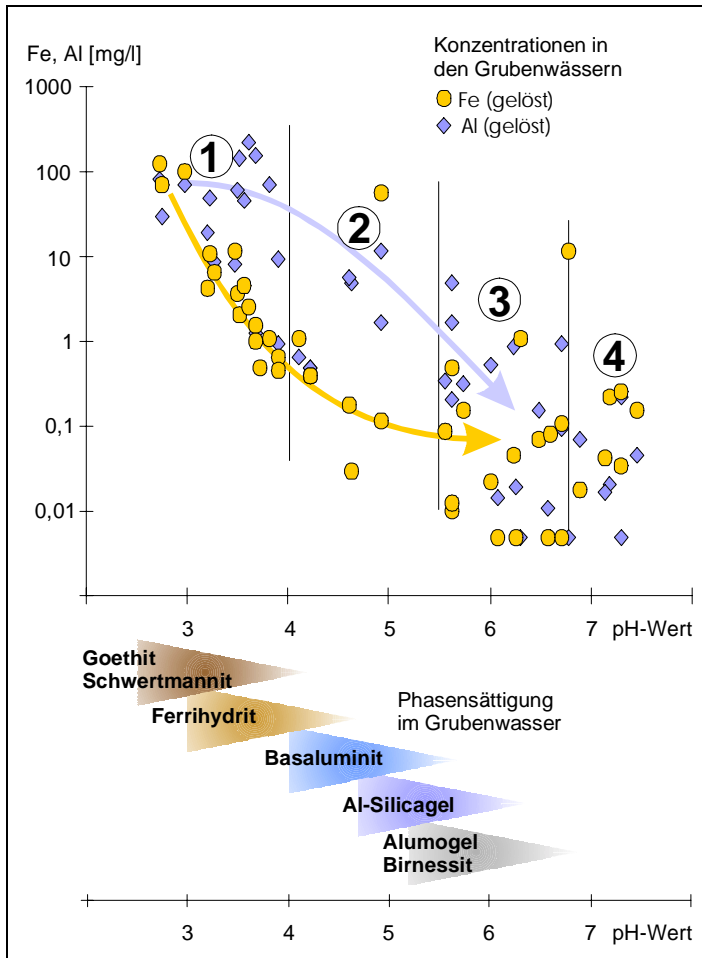 Fe, Al [mg/l]
Konzentrationen in
den Grubenwässern
Fe (gelöst)
Al (gelöst)
1000
100
10
1
0,1
0,01
1
2
3
4
3 4 5 6 7 pH-Wert
Goethit
Schwertmannit
Ferrihydrit
Basaluminit
Al-Silicagel
Alumogel
Birnessit
Phasensättigung
im Grubenwasser
3 4 5 6 7 pH-Wert